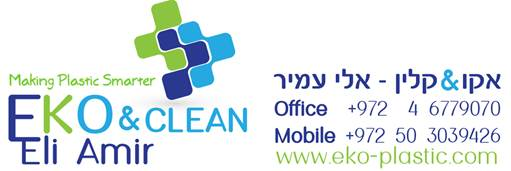 Making Plastic Smarter
EKO & CLEAN
Eli Amir
אקו&קלין - אלי עמיר
Office +972 4 6779070
Mobile +972 50 3039426
www.eko-plastic.com